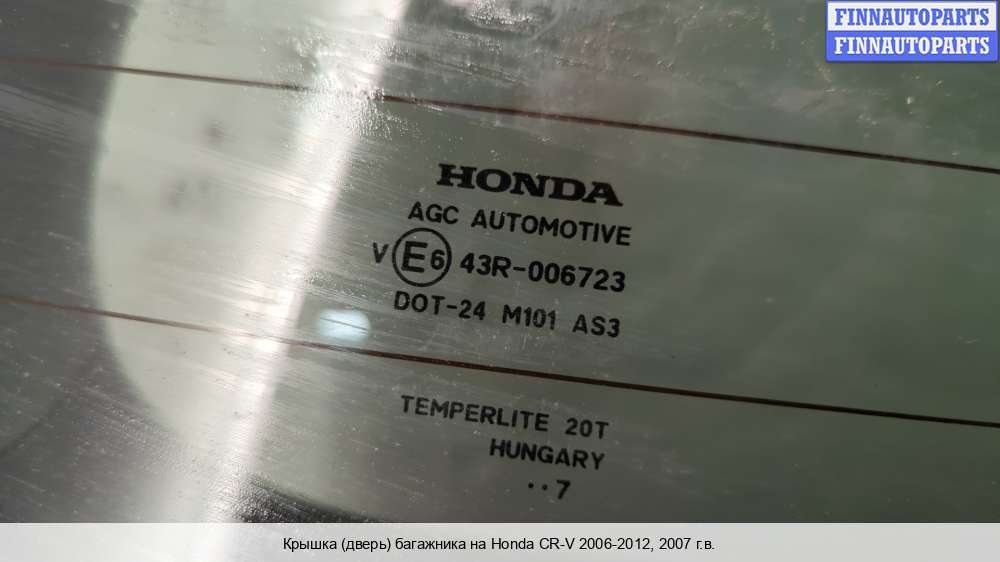 FINNAUTOPARTS
FINNAUTOPARTS
HONDA
AGC AUTOMOTIVE
V E6 43R-006723
DOT-24 M101 AS3
TEMPERLITE 20T
HUNGARY
··7
Крышка (дверь) багажника на Honda CR-V 2006-2012, 2007 г.в.